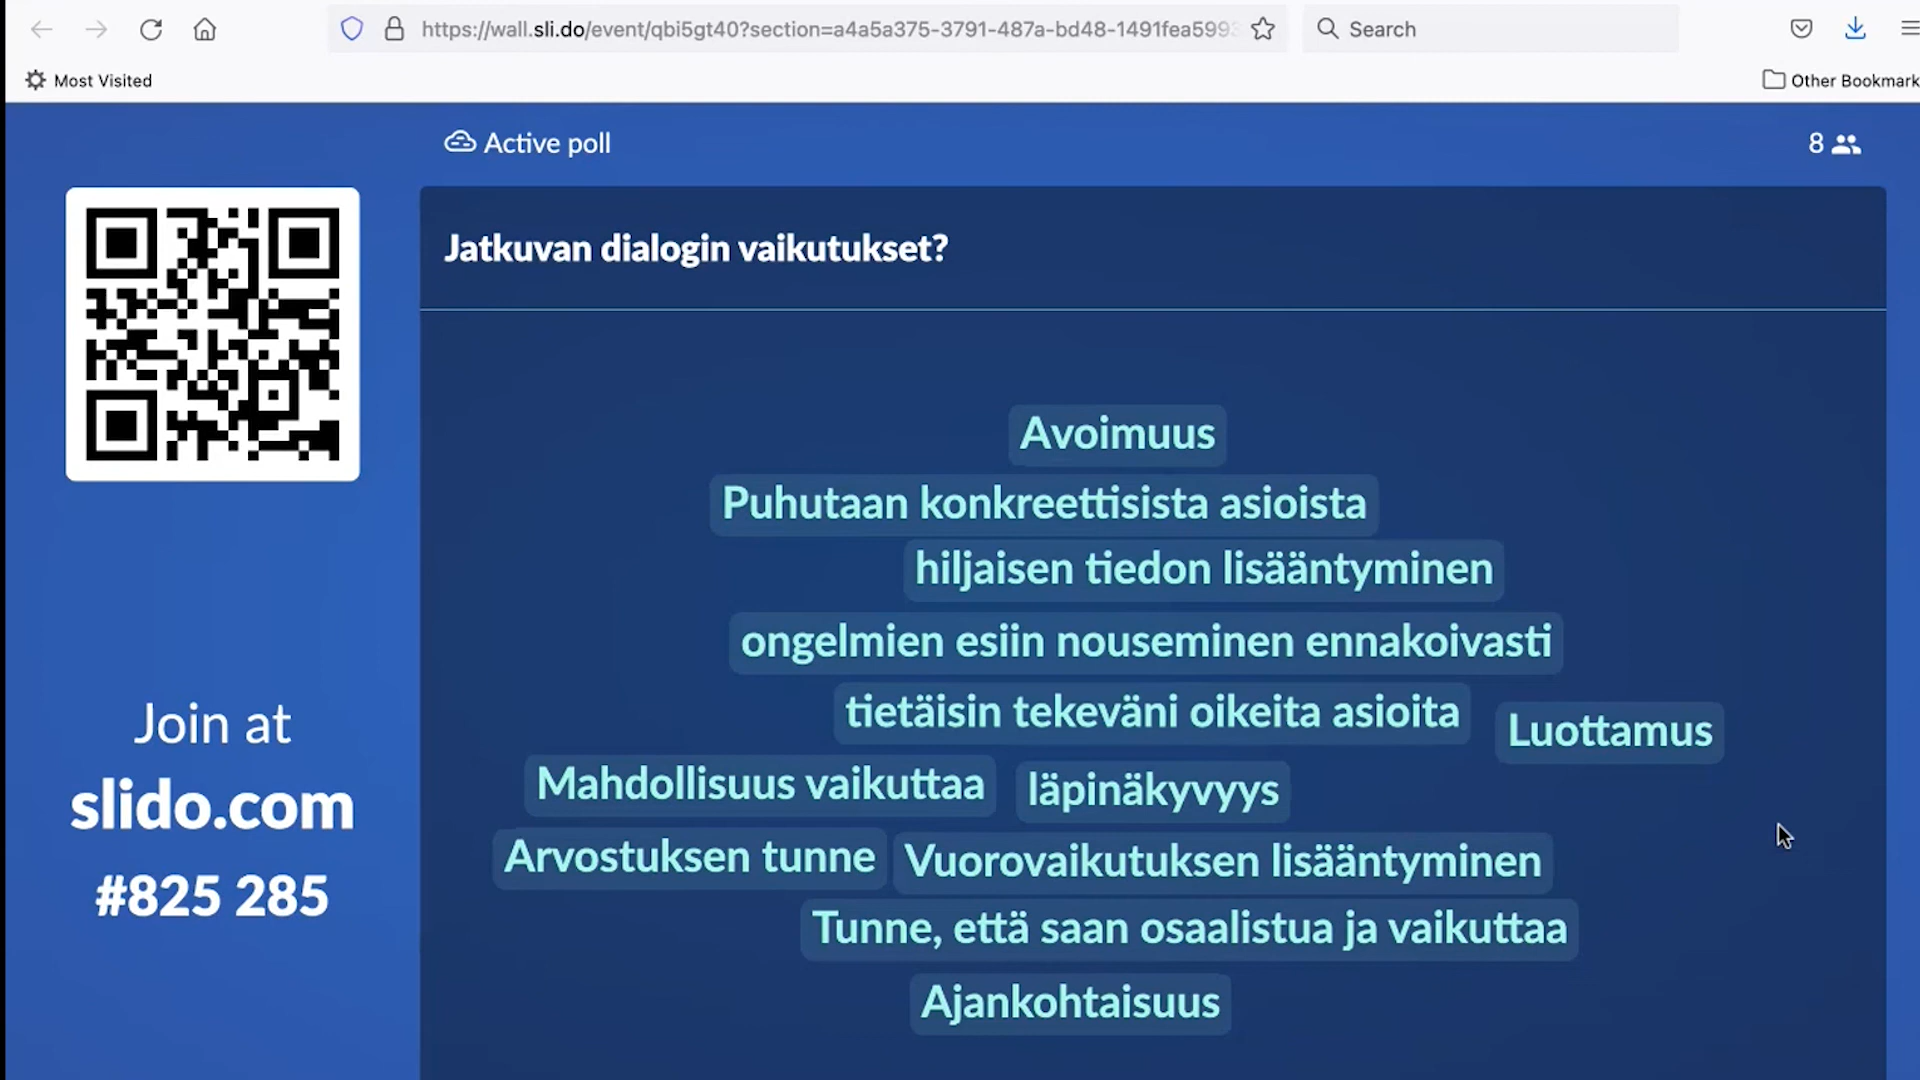 https://wall.sli.do/event/qbi5gt40?section=a4a5a375-3791-487a-bd48-1491fea5993
Search
Most Visited
Other Bookmark
Active poll
8
Jatkuvan dialogin vaikutukset?
Avoimuus
Puhutaan konkreettisista asioista
hiljaisen tiedon lisääntyminen
ongelmien esiin nouseminen ennakoivasti
tietäisin tekeväni oikeita asioita
Luottamus
Mahdollisuus vaikuttaa
läpinäkyvyys
Arvostuksen tunne
Vuorovaikutuksen lisääntyminen
Tunne, että saan osaalistua ja vaikuttaa
Ajankohtaisuus
Join at
slido.com
#825 285